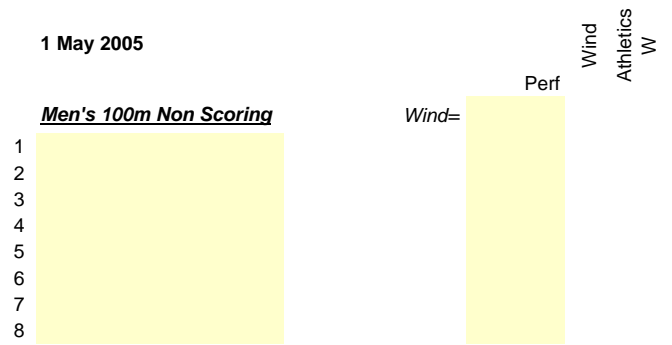 1 May 2005
Wind
Athletics
W
Perf
Men's 100m Non Scoring Wind=
1
2
3
4
5
6
7
8